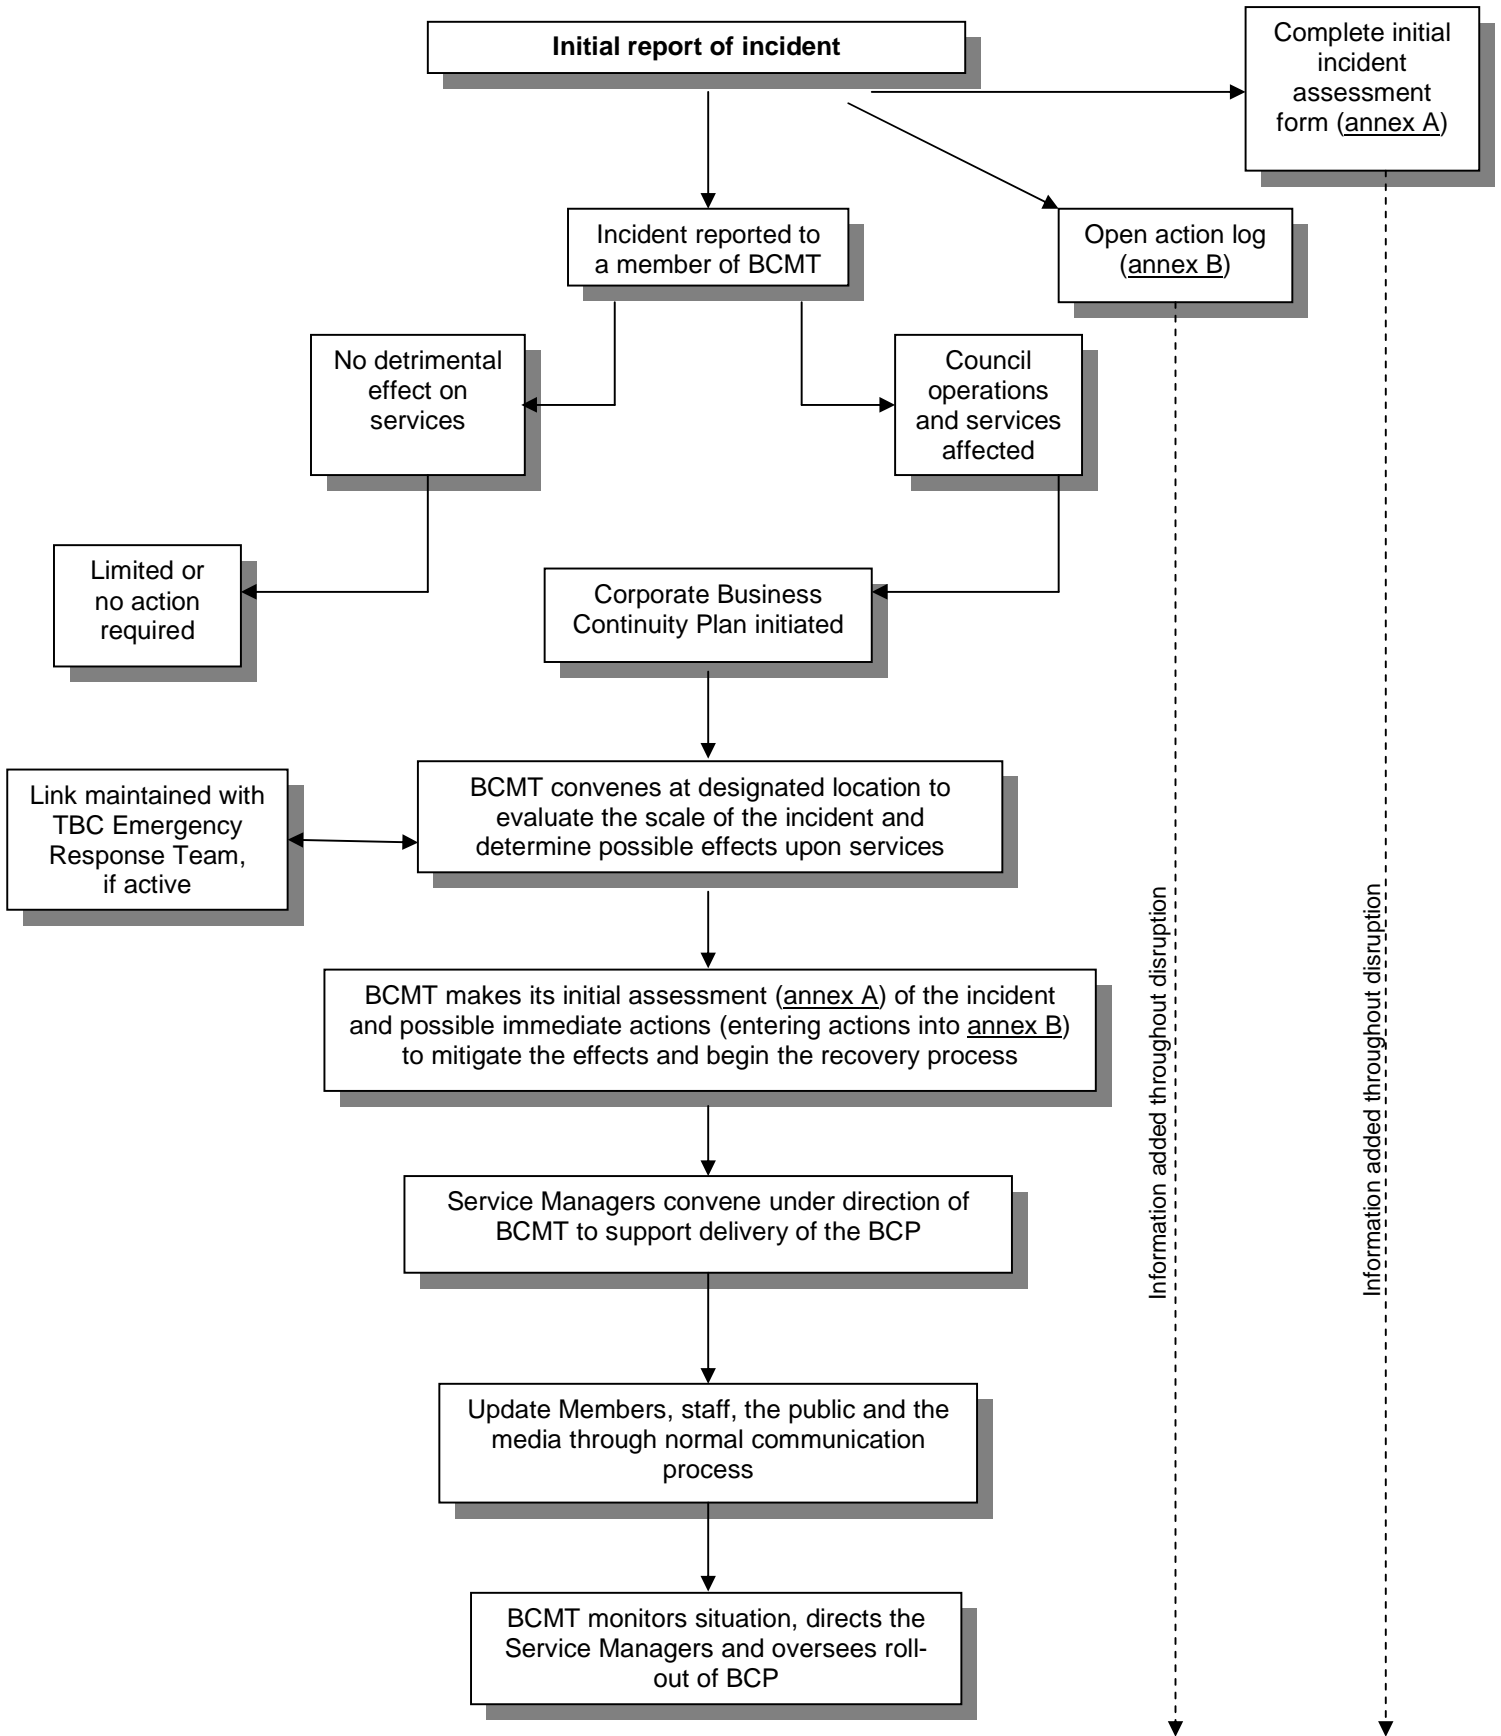 Initial report of incident
Complete initial
incident
assessment
form (annex A)
Incident reported to
a member of BCMT
Open action log
(annex B)
No detrimental
effect on
services
Council
operations
and services
affected
Limited or
no action
required
Corporate Business
Continuity Plan initiated
Link maintained with
TBC Emergency
Response Team,
if active
BCMT convenes at designated location to
evaluate the scale of the incident and
determine possible effects upon services
BCMT makes its initial assessment (annex A) of the incident
and possible immediate actions (entering actions into annex B)
to mitigate the effects and begin the recovery process
Service Managers convene under direction of
BCMT to support delivery of the BCP
Update Members, staff, the public and the
media through normal communication
process
BCMT monitors situation, directs the
Service Managers and oversees roll-
out of BCP
Information added throughout disruption
Information added throughout disruption